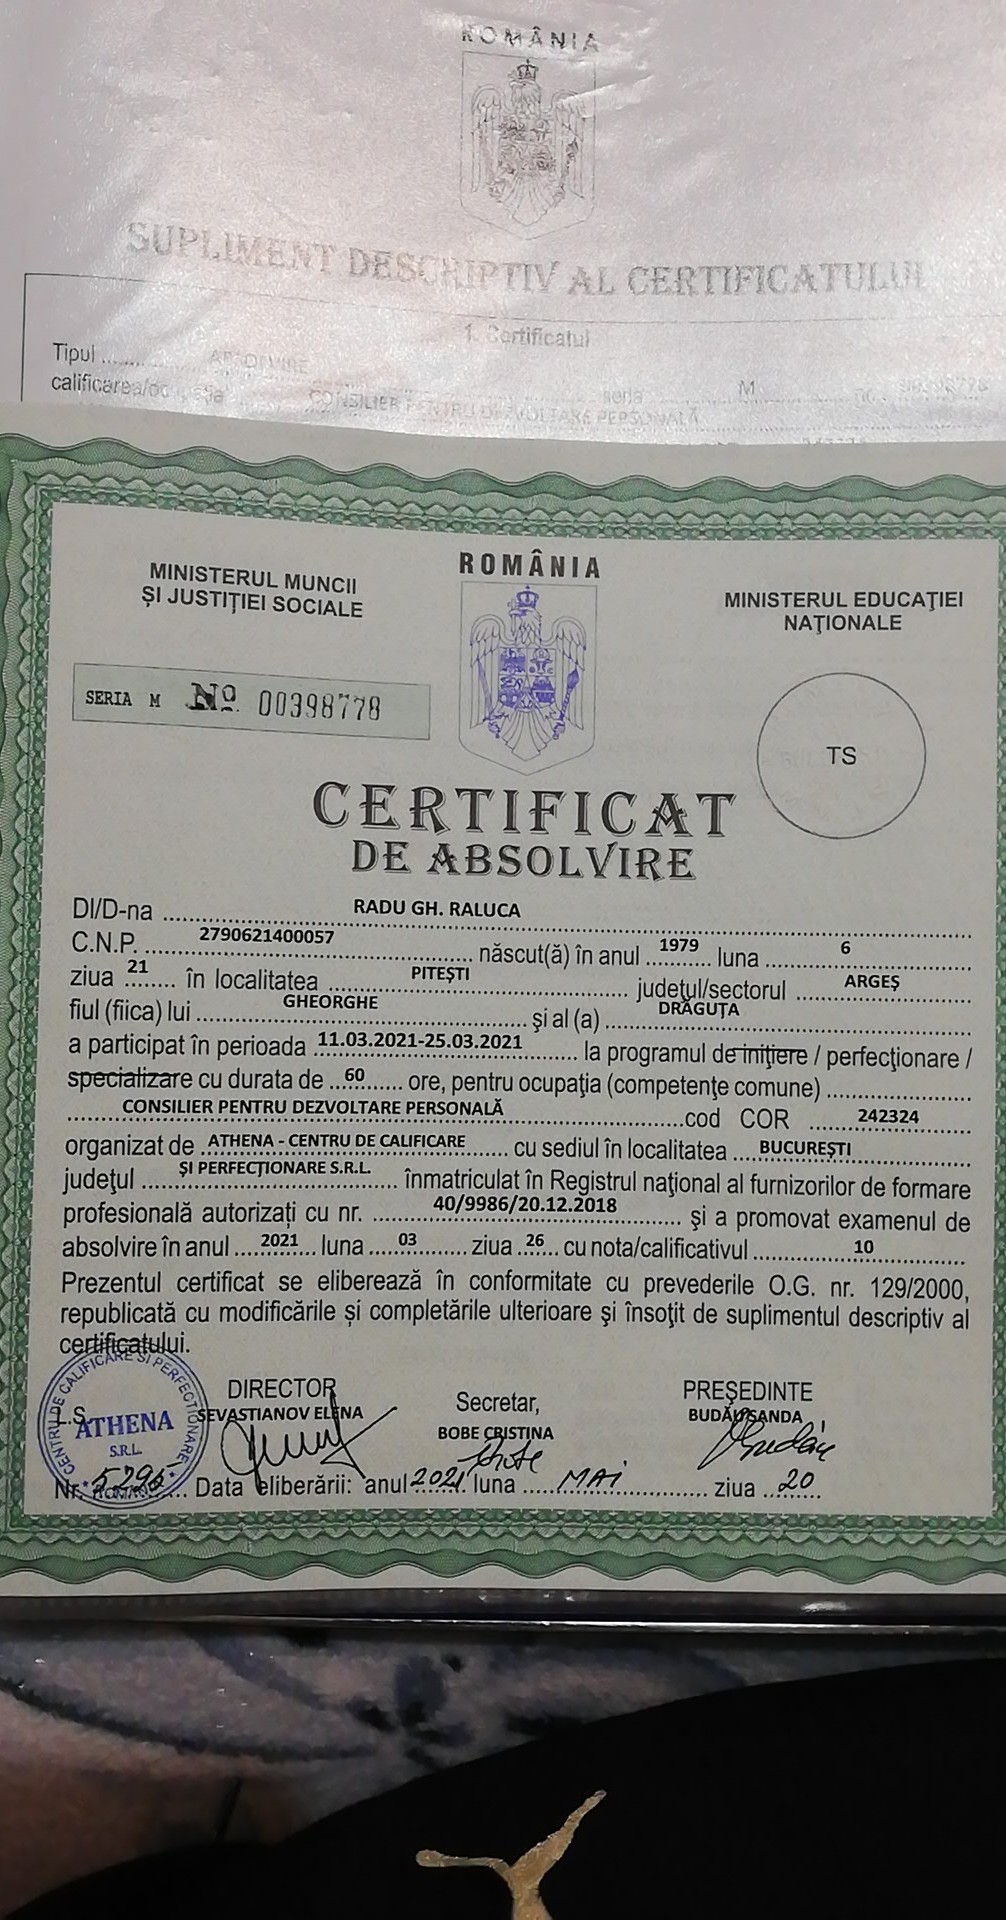 ROMÂNIA
SUPLIMENT DESCRIPTIV AL CERTIFICATULUI
1. Certificatul
Tipul ABSOLVIRE
calificarea/ocupația seria M nr.
CONSILIER PENTRU DEZVOLTARE PERSONALĂ
ROMÂNIA
MINISTERUL MUNCII
ȘI JUSTIȚIEI SOCIALE
MINISTERUL EDUCAŢIEI
NAŢIONALE
SERIA M No. 00398778
TS
CERTIFICAT
DE ABSOLVIRE
Dl/D-na RADU GH. RALUCA
C.N.P. 2790621400057 născut(ă) în anul 1979 luna 6
ziua 21 în localitatea PITEŞTI judeţul/sectorul ARGEŞ
fiul (fiica) lui GHEORGHE şi al (a) DRĂGUŢA
a participat în perioada 11.03.2021-25.03.2021 la programul de iniţiere / perfecţionare /
specializare cu durata de 60 ore, pentru ocupaţia (competenţe comune)
CONSILIER PENTRU DEZVOLTARE PERSONALĂ cod COR 242324
organizat de ATHENA - CENTRU DE CALIFICARE cu sediul în localitatea BUCUREŞTI
judeţul ŞI PERFECŢIONARE S.R.L. înmatriculat în Registrul naţional al furnizorilor de formare
profesională autorizaţi cu nr. 40/9986/20.12.2018 şi a promovat examenul de
absolvire în anul 2021 luna 03 ziua 26 cu nota/calificativul 10
Prezentul certificat se eliberează în conformitate cu prevederile O.G. nr. 129/2000,
republicată cu modificările și completările ulterioare şi însoţit de suplimentul descriptiv al
certificatului.
CENTRU DE CALIFICARE SI PERFECTIONARE
ATHENA
S.R.L.
L.S.
DIRECTOR
SEVASTIANOV ELENA
Secretar,
BOBE CRISTINA
PREŞEDINTE
BUDĂU SANDA
Nr. 5296 Data eliberării: anul 2021 luna MAI ziua 20